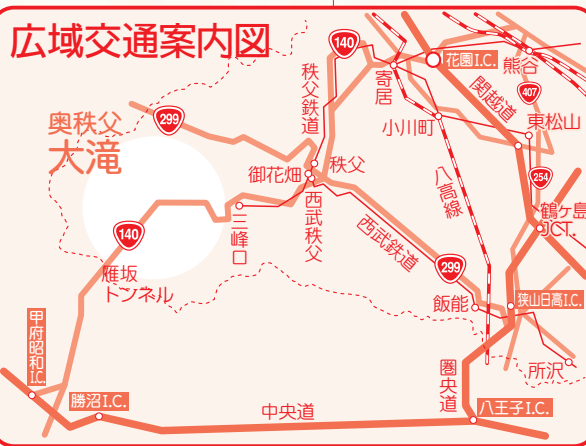 広域交通案内図
140
花園I.C.
熊谷
寄居
秩父鉄道
関越道
407
東松山
小川町
奥秩父
大滝
299
御花畑
秩父
八高線
254
西武秩父
三峰口
鶴ヶ島
JCT.
西武鉄道
140
299
雁坂
トンネル
飯能
狭山日高I.C.
甲府昭和I.C.
所沢
圏央道
勝沼I.C.
中央道
八王子I.C.